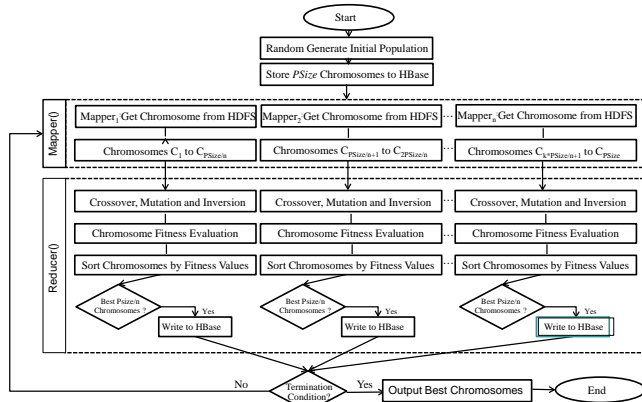 Start
Random Generate Initial Population
Store PSize Chromosomes to HBase
Mapper()
Mapper1:Get Chromosome from HDFS
Mapper2:Get Chromosome from HDFS
...
Mappern:Get Chromosome from HDFS
Chromosomes C1 to CPSize/n
Chromosomes CPSize/n+1 to C2PSize/n
...
Chromosomes Ck*PSize/n+1 to CPSize
Reducer()
Crossover, Mutation and Inversion
Crossover, Mutation and Inversion
...
Crossover, Mutation and Inversion
Chromosome Fitness Evaluation
Chromosome Fitness Evaluation
...
Chromosome Fitness Evaluation
Sort Chromosomes by Fitness Values
Sort Chromosomes by Fitness Values
...
Sort Chromosomes by Fitness Values
Best Psize/n
Chromosomes ?
Yes
Write to HBase
Best Psize/n
Chromosomes ?
Yes
Write to HBase
Best Psize/n
Chromosomes ?
Yes
Write to HBase
No
Termination
Condition?
Yes
Output Best Chromosomes
End